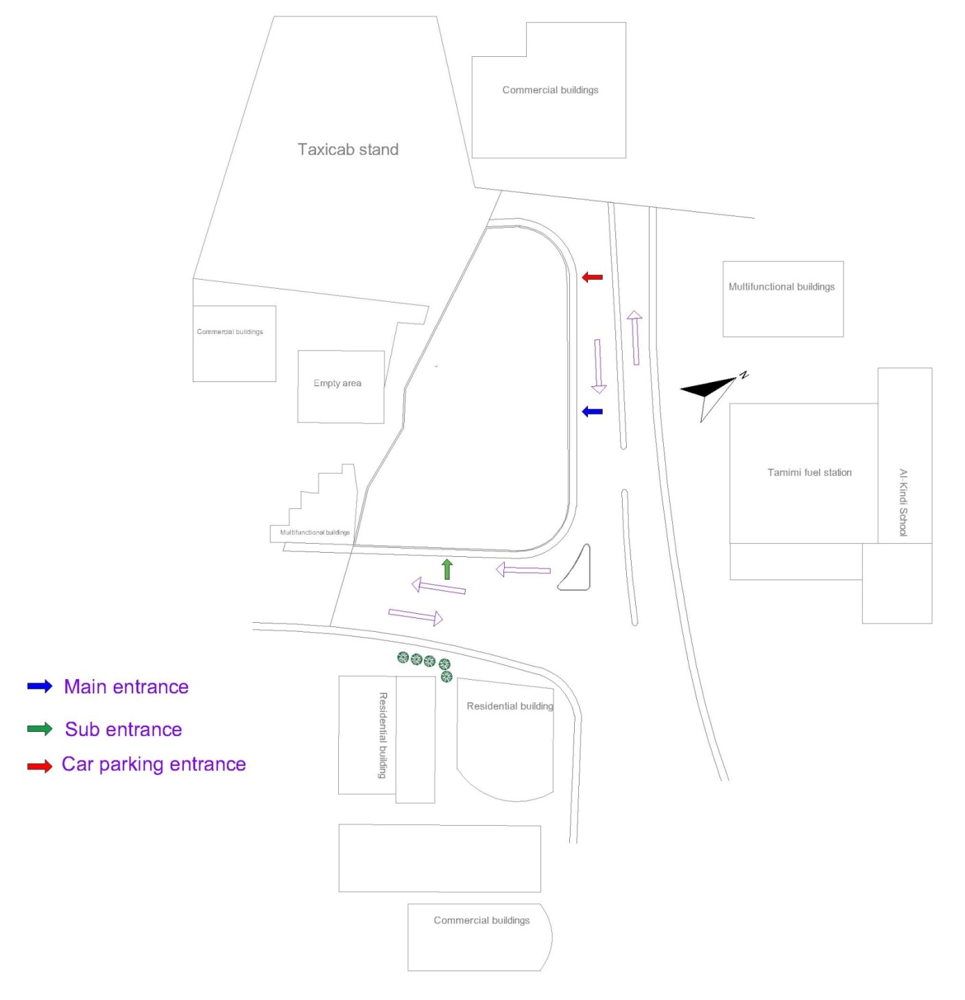 Commercial buildings
Taxicab stand
Multifunctional buildings
Commercial buildings
Empty area
N
Tamimi fuel station
Al-Kindi School
Multifunctional buildings
Main entrance
Residential building
Residential building
Sub entrance
Car parking entrance
Commercial buildings